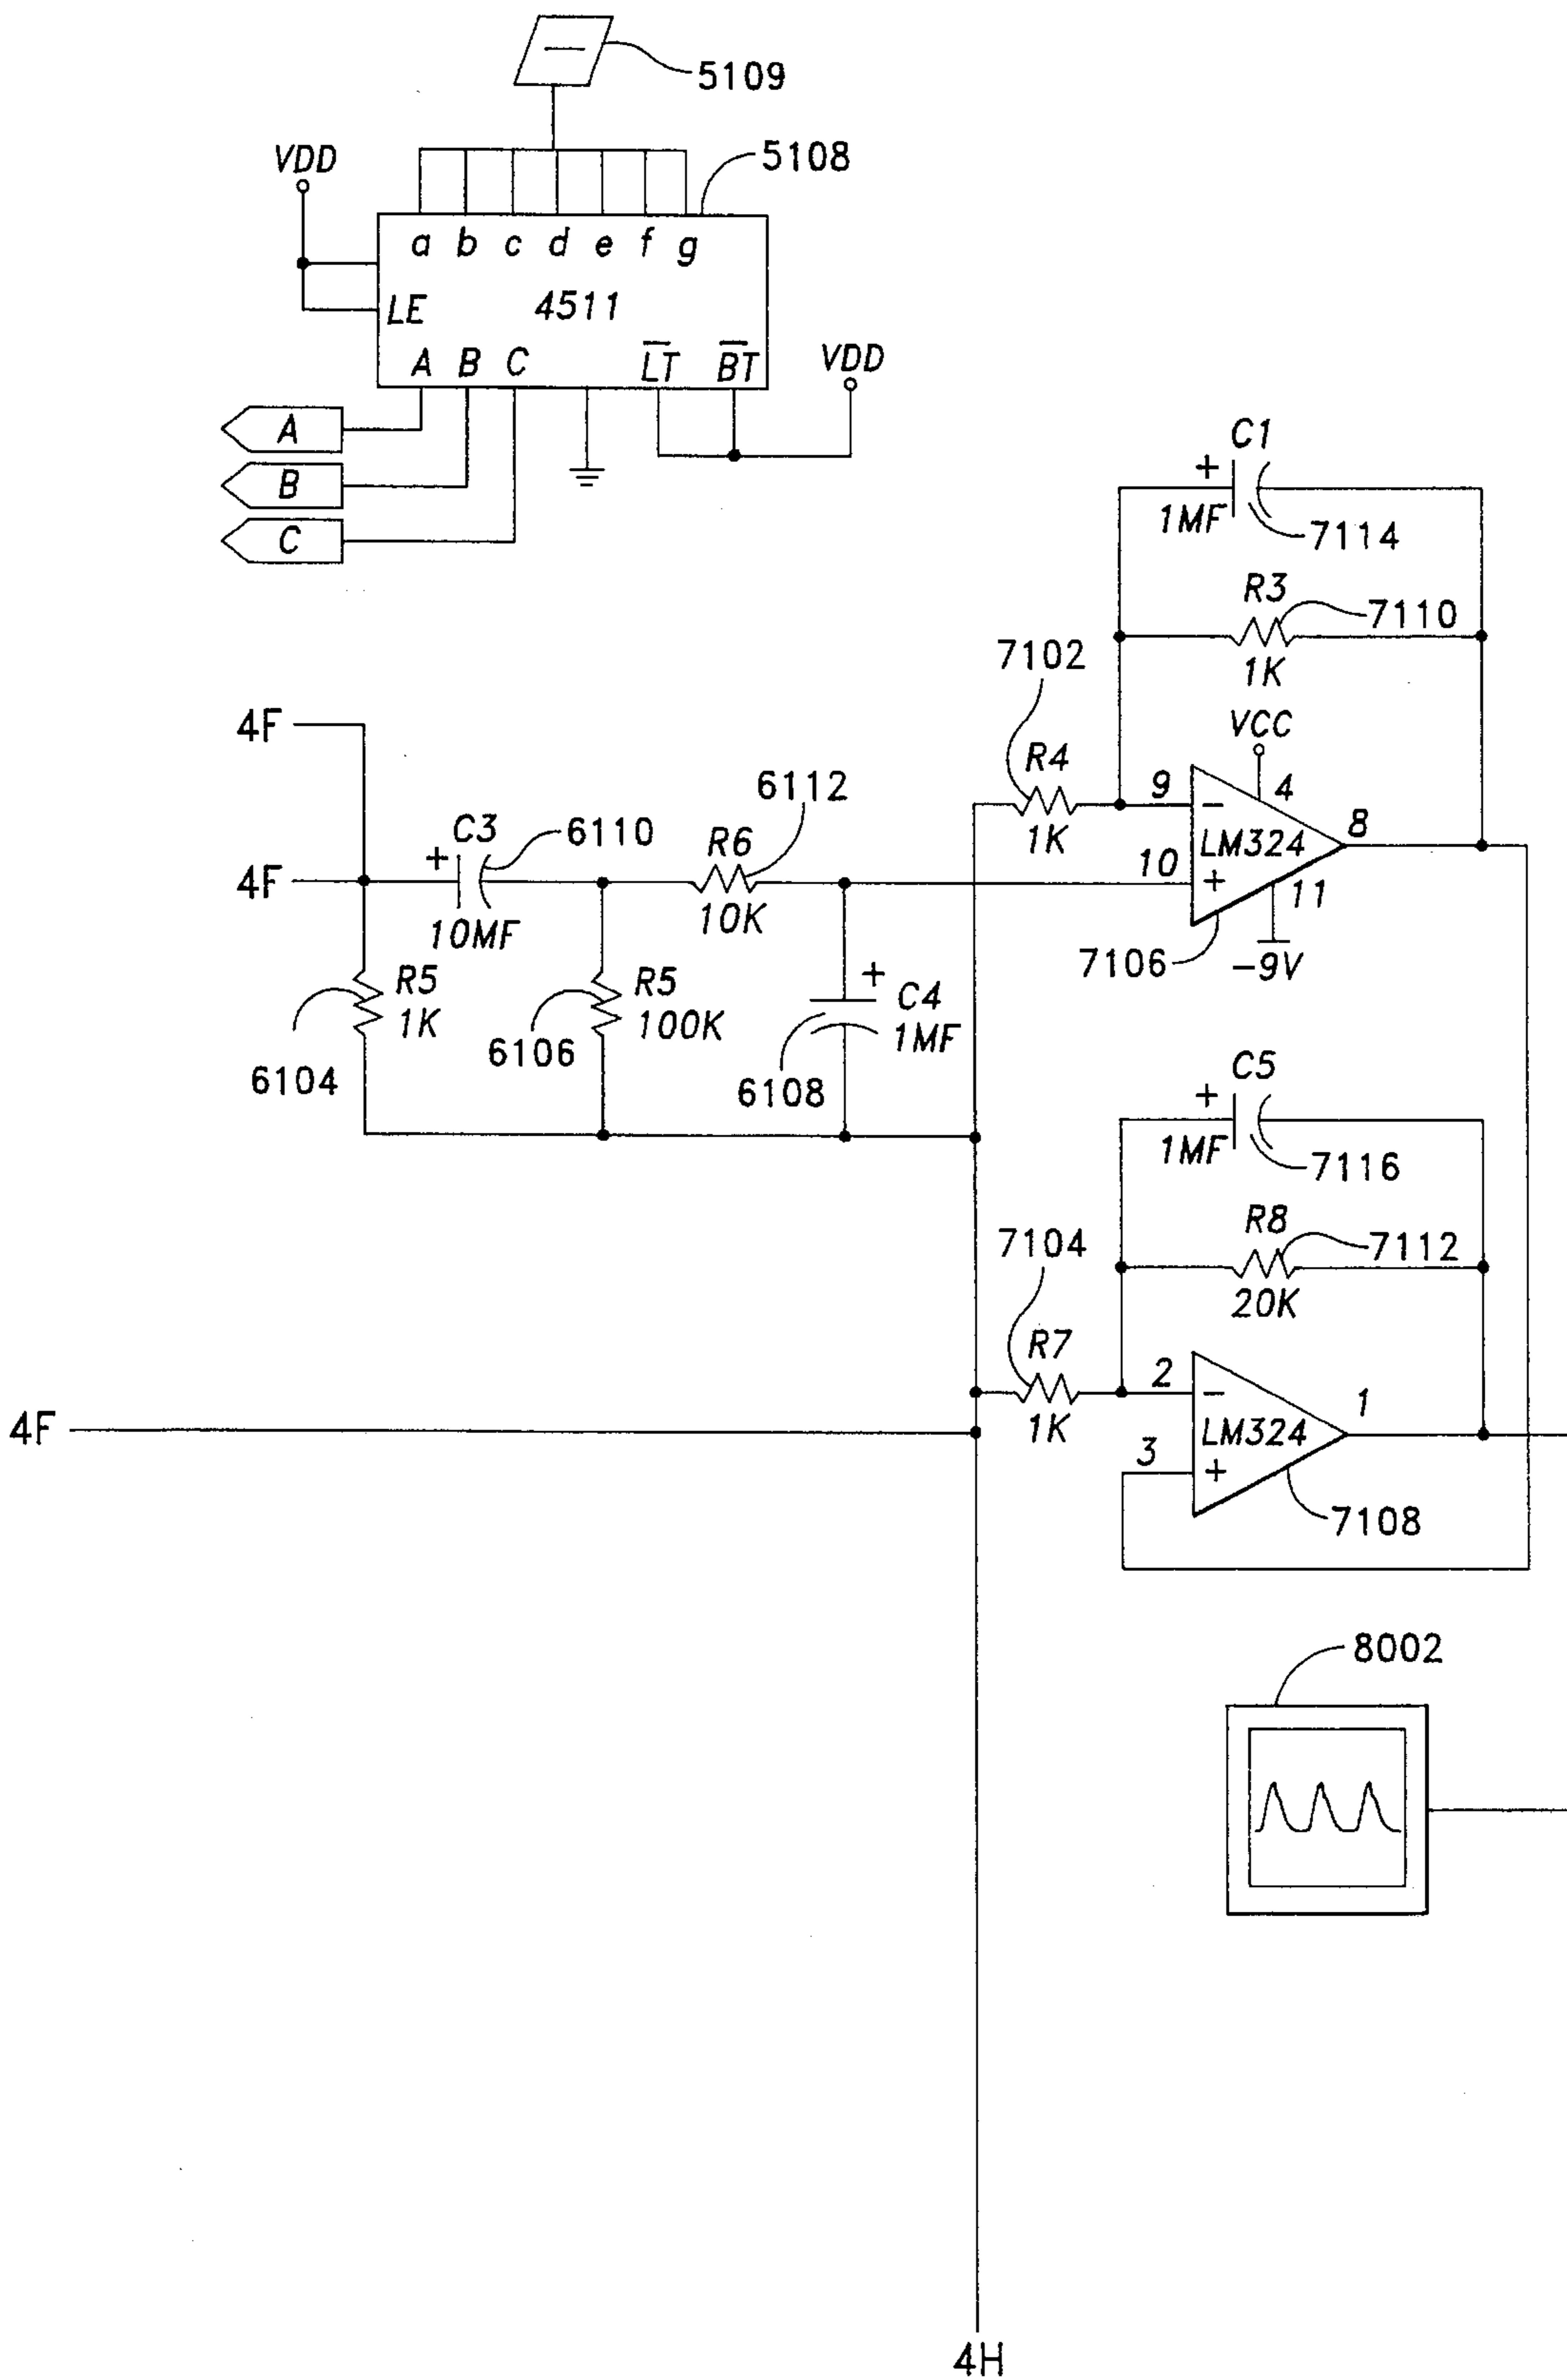 5109
VDD
5108
a b c d e f g
LE
4511
A B C L̅T̅ B̅T̅
VDD
A
B
C
C1
+
1MF
7114
R3
7110
1K
7102
4F
VCC
R4
9
−
4
8
1K
LM324
10
+
11
7106
−9V
6112
C3
6110
+
R6
4F
10MF
10K
R5
1K
6104
R5
100K
6106
+
C4
1MF
6108
C5
+
1MF
7116
R8
7112
20K
7104
R7
2
−
1
4F
1K
LM324
3
+
7108
8002
4H